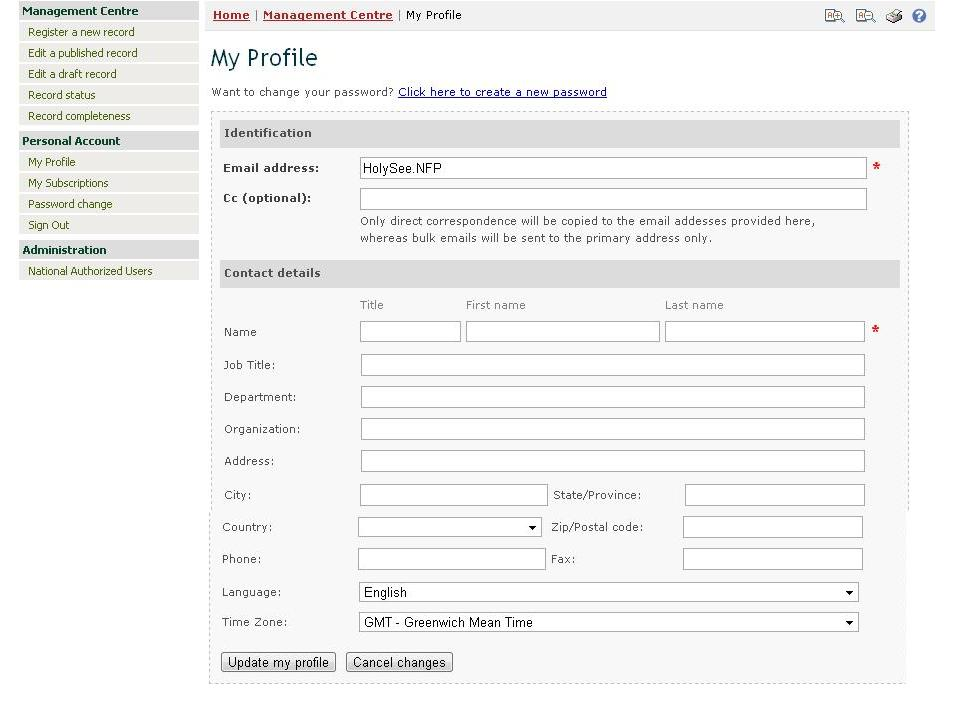 Management Centre
Register a new record
Edit a published record
Edit a draft record
Record status
Record completeness
Personal Account
My Profile
My Subscriptions
Password change
Sign Out
Administration
National Authorized Users
Home | Management Centre | My Profile
My Profile
Want to change your password? Click here to create a new password
Identification
Email address: HolySee.NFP *
Cc (optional):
Only direct correspondence will be copied to the email addesses provided here,
whereas bulk emails will be sent to the primary address only.
Contact details
Title First name Last name
Name *
Job Title:
Department:
Organization:
Address:
City: State/Province:
Country: Zip/Postal code:
Phone: Fax:
Language: English
Time Zone: GMT - Greenwich Mean Time
Update my profile Cancel changes